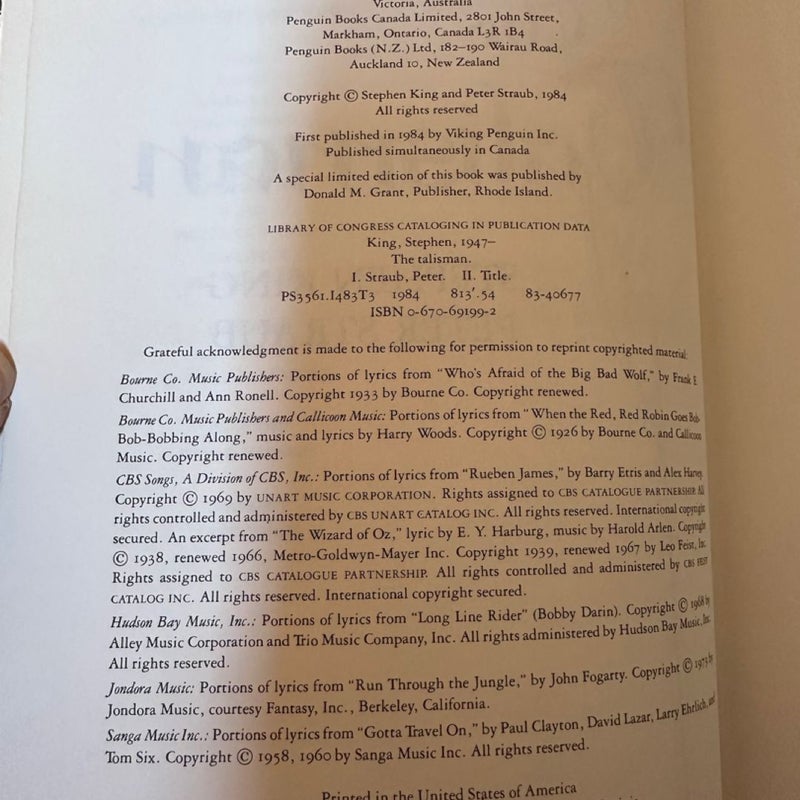 Victoria, Australia
Penguin Books Canada Limited, 2801 John Street,
Markham, Ontario, Canada L3R 1B4
Penguin Books (N.Z.) Ltd, 182–190 Wairau Road,
Auckland 10, New Zealand
Copyright © Stephen King and Peter Straub, 1984
All rights reserved
First published in 1984 by Viking Penguin Inc.
Published simultaneously in Canada
A special limited edition of this book was published by
Donald M. Grant, Publisher, Rhode Island.
LIBRARY OF CONGRESS CATALOGING IN PUBLICATION DATA
King, Stephen, 1947–
The talisman.
I. Straub, Peter. II. Title.
PS3561.I483T3 1984 813′.54 83-40677
ISBN 0-670-69199-2
Grateful acknowledgment is made to the following for permission to reprint copyrighted material:
Bourne Co. Music Publishers: Portions of lyrics from "Who's Afraid of the Big Bad Wolf," by Frank E.
Churchill and Ann Ronell. Copyright 1933 by Bourne Co. Copyright renewed.
Bourne Co. Music Publishers and Callicoon Music: Portions of lyrics from "When the Red, Red Robin Goes Bob-
Bob-Bobbing Along," music and lyrics by Harry Woods. Copyright © 1926 by Bourne Co. and Callicoon
Music. Copyright renewed.
CBS Songs, A Division of CBS, Inc.: Portions of lyrics from "Rueben James," by Barry Etris and Alex Harvey.
Copyright © 1969 by UNART MUSIC CORPORATION. Rights assigned to CBS CATALOGUE PARTNERSHIP. All
rights controlled and administered by CBS UNART CATALOG INC. All rights reserved. International copyright
secured. An excerpt from "The Wizard of Oz," lyric by E. Y. Harburg, music by Harold Arlen. Copyright
© 1938, renewed 1966, Metro-Goldwyn-Mayer Inc. Copyright 1939, renewed 1967 by Leo Feist, Inc.
Rights assigned to CBS CATALOGUE PARTNERSHIP. All rights controlled and administered by CBS FEIST
CATALOG INC. All rights reserved. International copyright secured.
Hudson Bay Music, Inc.: Portions of lyrics from "Long Line Rider" (Bobby Darin). Copyright © 1968 by
Alley Music Corporation and Trio Music Company, Inc. All rights administered by Hudson Bay Music, Inc.
All rights reserved.
Jondora Music: Portions of lyrics from "Run Through the Jungle," by John Fogarty. Copyright © 1973 by
Jondora Music, courtesy Fantasy, Inc., Berkeley, California.
Sanga Music Inc.: Portions of lyrics from "Gotta Travel On," by Paul Clayton, David Lazar, Larry Ehrlich, and
Tom Six. Copyright © 1958, 1960 by Sanga Music Inc. All rights reserved.
Printed in the United States of America